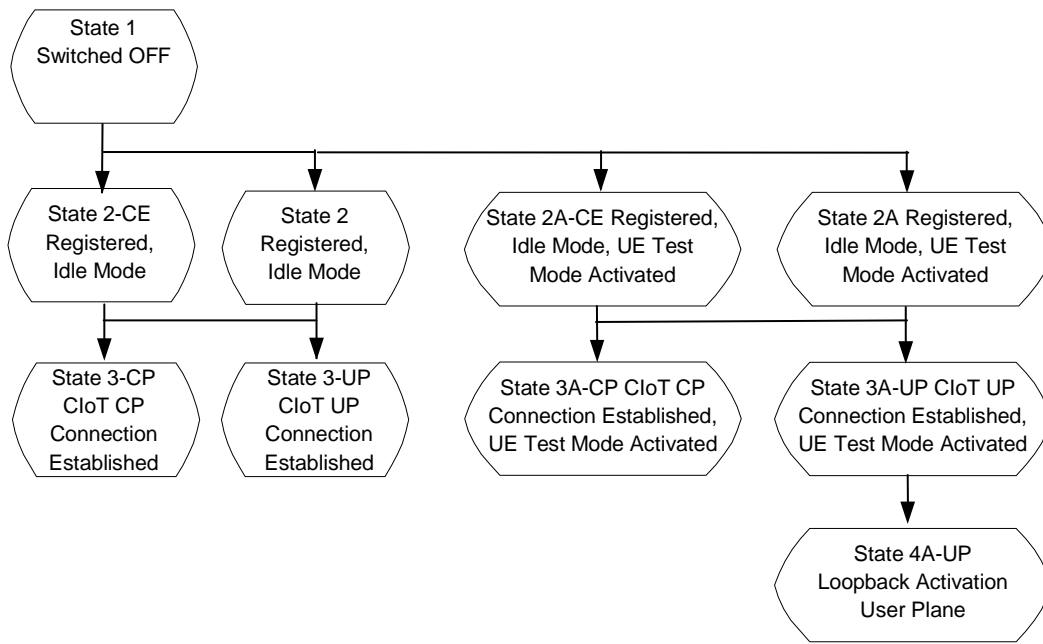 State 1
Switched OFF
State 2-CE
Registered,
Idle Mode
State 2
Registered,
Idle Mode
State 2A-CE Registered,
Idle Mode, UE Test
Mode Activated
State 2A Registered,
Idle Mode, UE Test
Mode Activated
State 3-CP
CIoT CP
Connection
Established
State 3-UP
CIoT UP
Connection
Established
State 3A-CP CIoT CP
Connection Established,
UE Test Mode Activated
State 3A-UP CIoT UP
Connection Established,
UE Test Mode Activated
State 4A-UP
Loopback Activation
User Plane